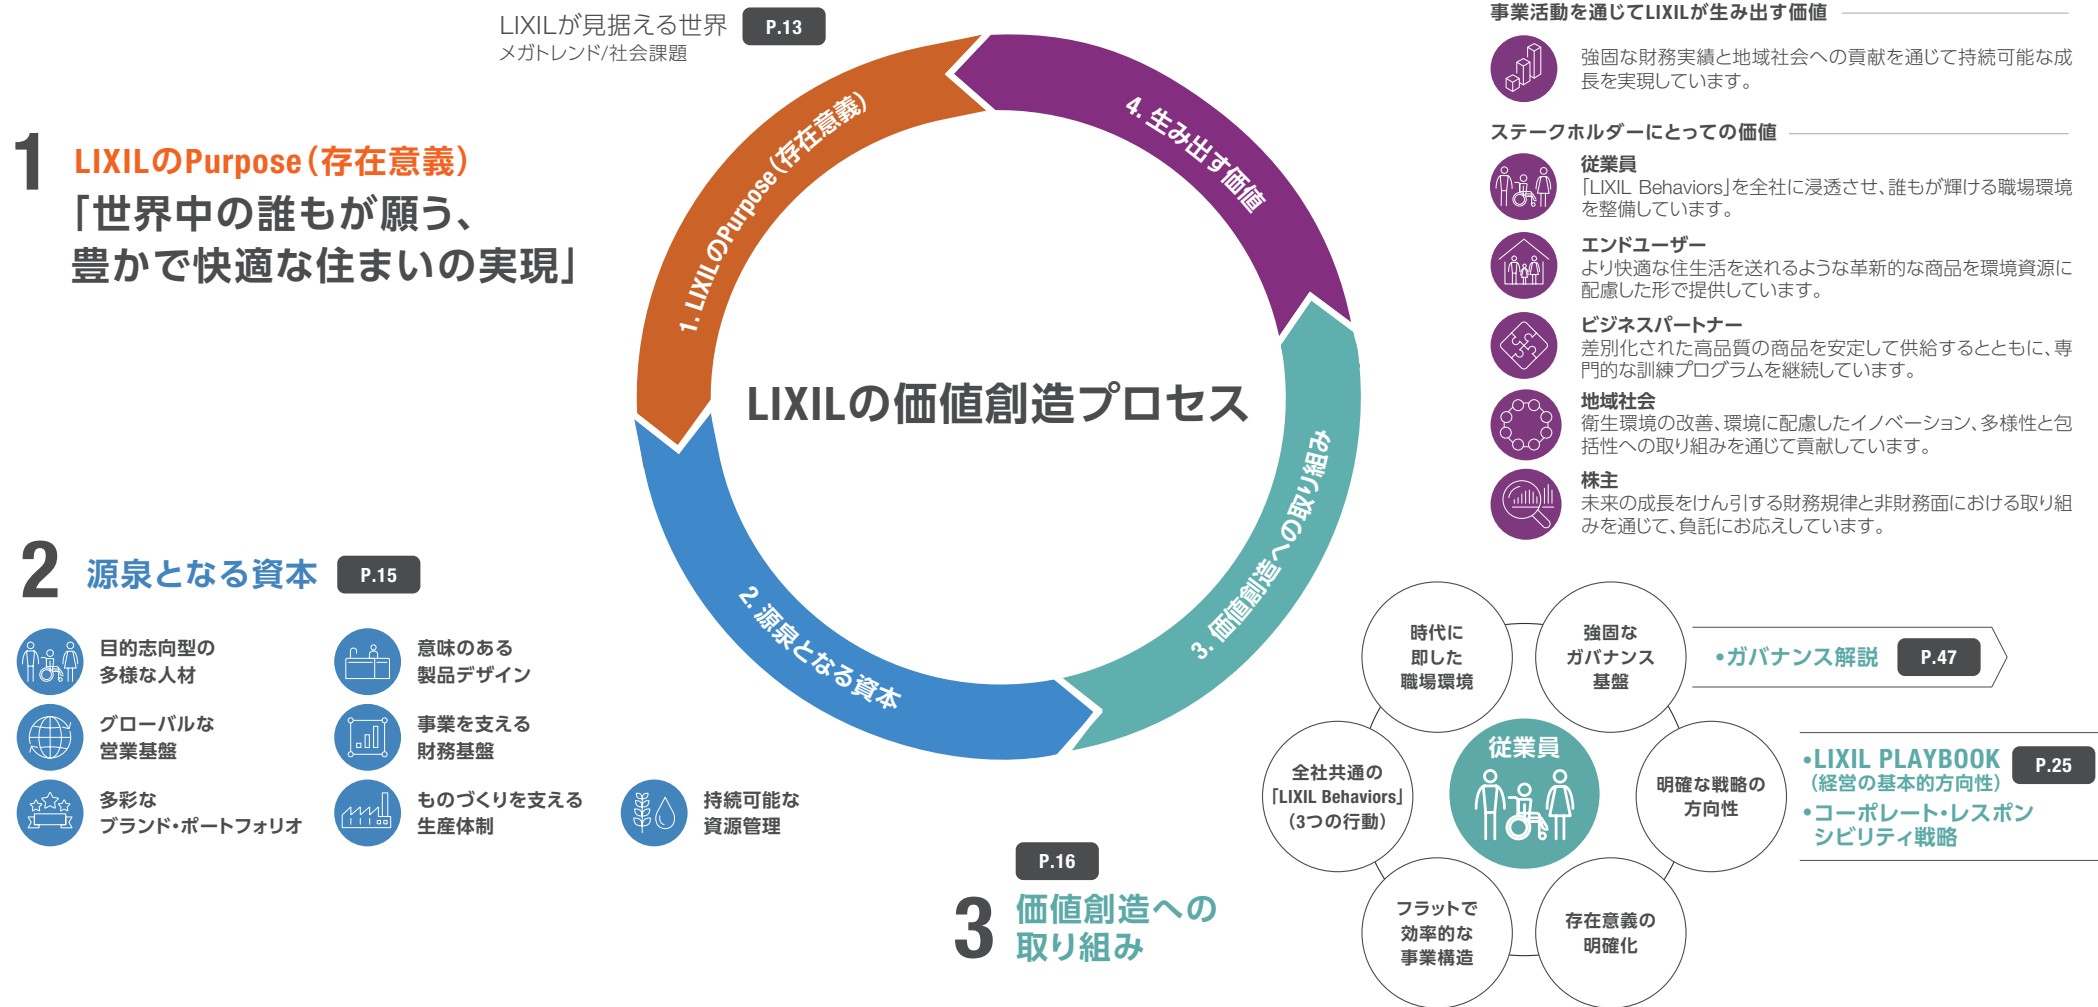 LIXILが見据える世界 P.13
メガトレンド/社会課題
1 LIXILのPurpose（存在意義）
「世界中の誰もが願う、
豊かで快適な住まいの実現」
LIXILの価値創造プロセス
1. LIXILのPurpose（存在意義）
2. 源泉となる資本
3. 価値創造への取り組み
4. 生み出す価値
2 源泉となる資本 P.15
目的志向型の
多様な人材
意味のある
製品デザイン
グローバルな
営業基盤
事業を支える
財務基盤
多彩な
ブランド・ポートフォリオ
ものづくりを支える
生産体制
持続可能な
資源管理
P.16
3 価値創造への
取り組み
時代に
即した
職場環境
強固な
ガバナンス
基盤
全社共通の
「LIXIL Behaviors」
（3つの行動）
従業員
明確な戦略の
方向性
フラットで
効率的な
事業構造
存在意義の
明確化
•ガバナンス解説 P.47
•LIXIL PLAYBOOK P.25
（経営の基本的方向性）
•コーポレート・レスポン
シビリティ戦略
事業活動を通じてLIXILが生み出す価値
強固な財務実績と地域社会への貢献を通じて持続可能な成
長を実現しています。
ステークホルダーにとっての価値
従業員
「LIXIL Behaviors」を全社に浸透させ、誰もが輝ける職場環境
を整備しています。
エンドユーザー
より快適な住生活を送れるような革新的な商品を環境資源に
配慮した形で提供しています。
ビジネスパートナー
差別化された高品質の商品を安定して供給するとともに、専
門的な訓練プログラムを継続しています。
地域社会
衛生環境の改善、環境に配慮したイノベーション、多様性と包
括性への取り組みを通じて貢献しています。
株主
未来の成長をけん引する財務規律と非財務面における取り組
みを通じて、負託にお応えしています。